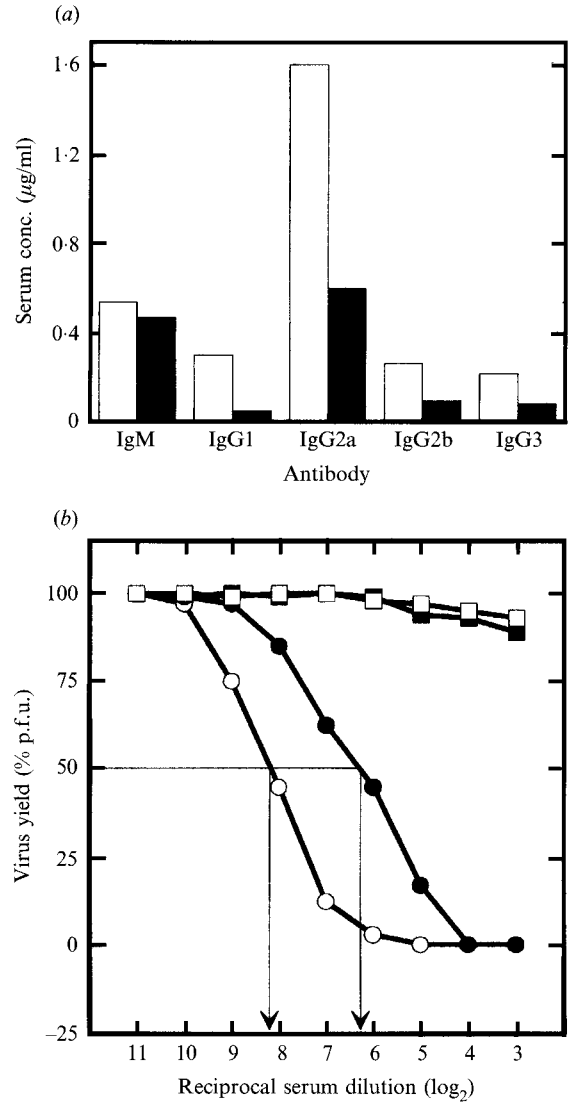 (a)
1·6
1·2
0·8
0·4
0
Serum conc. (μg/ml)
IgM IgG1 IgG2a IgG2b IgG3
Antibody
(b)
100
75
50
25
0
−25
Virus yield (% p.f.u.)
11 10 9 8 7 6 5 4 3
Reciprocal serum dilution (log₂)